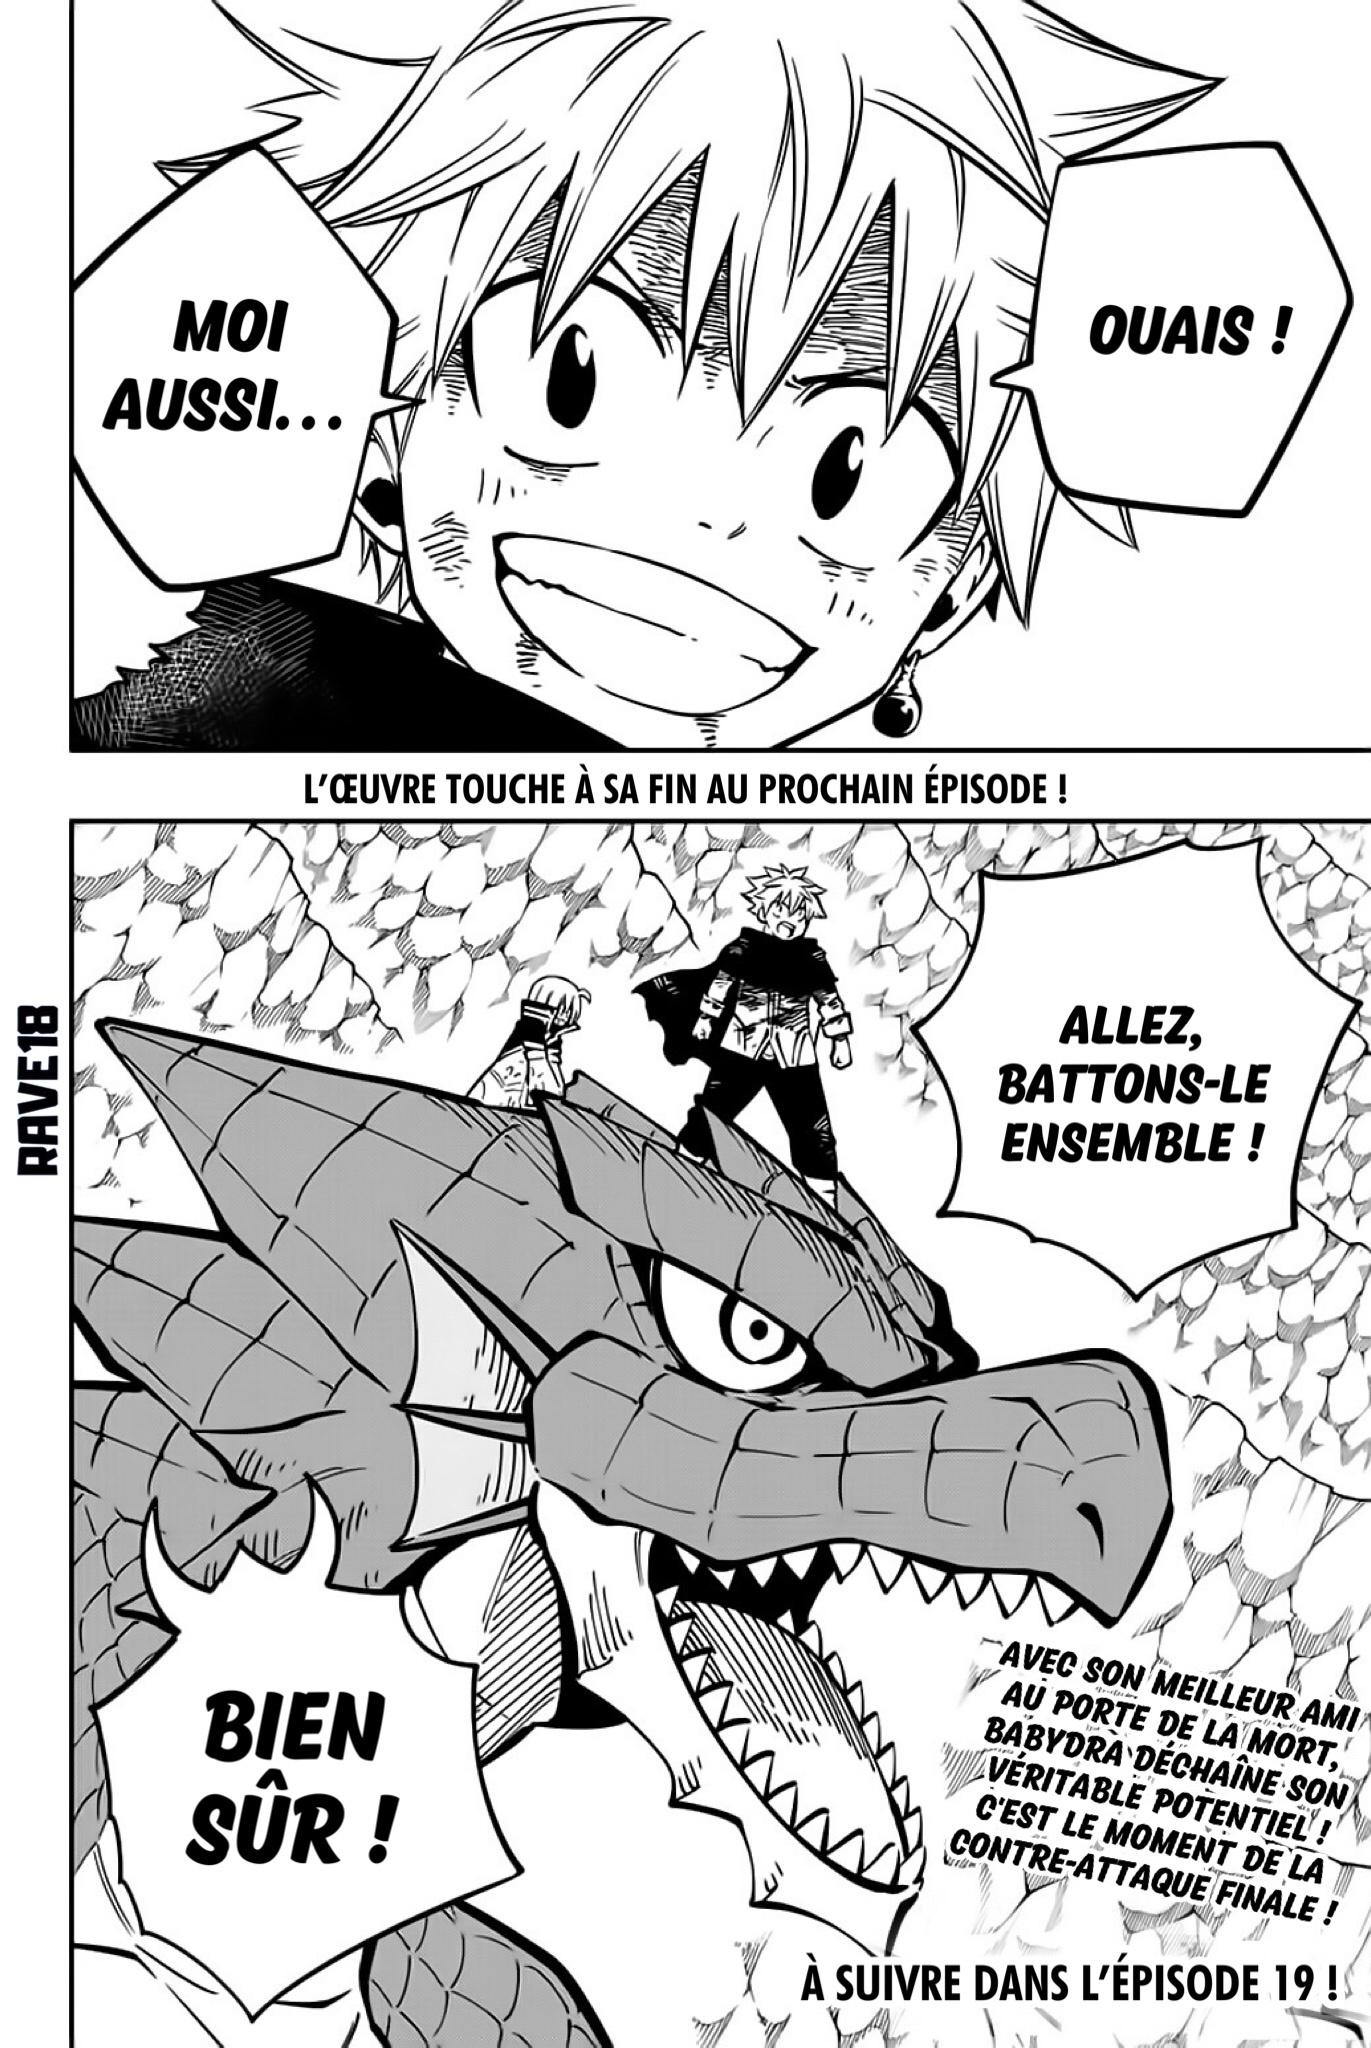 OUAIS !
MOI
AUSSI...
L'ŒUVRE TOUCHE À SA FIN AU PROCHAIN ÉPISODE !
ALLEZ,
BATTONS-LE
ENSEMBLE !
RAVE18
BIEN
SÛR !
AVEC SON MEILLEUR AMI
AU PORTE DE LA MORT,
BABYDRA DÉCHAÎNE SON
VÉRITABLE POTENTIEL !
C'EST LE MOMENT DE LA
CONTRE-ATTAQUE FINALE !
À SUIVRE DANS L'ÉPISODE 19 !